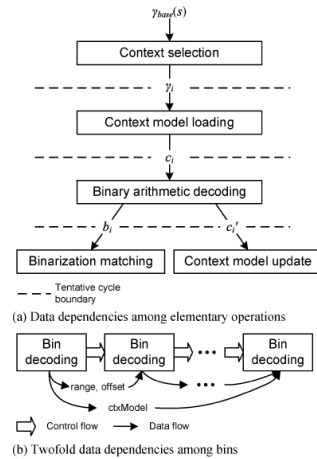 γbase(s)
Context selection
γi
Context model loading
ci
Binary arithmetic decoding
bi
ci'
Binarization matching
Context model update
Tentative cycle
boundary
(a) Data dependencies among elementary operations
Bin
decoding
Bin
decoding
•••
Bin
decoding
range, offset
•••
ctxModel
Control flow
Data flow
(b) Twofold data dependencies among bins